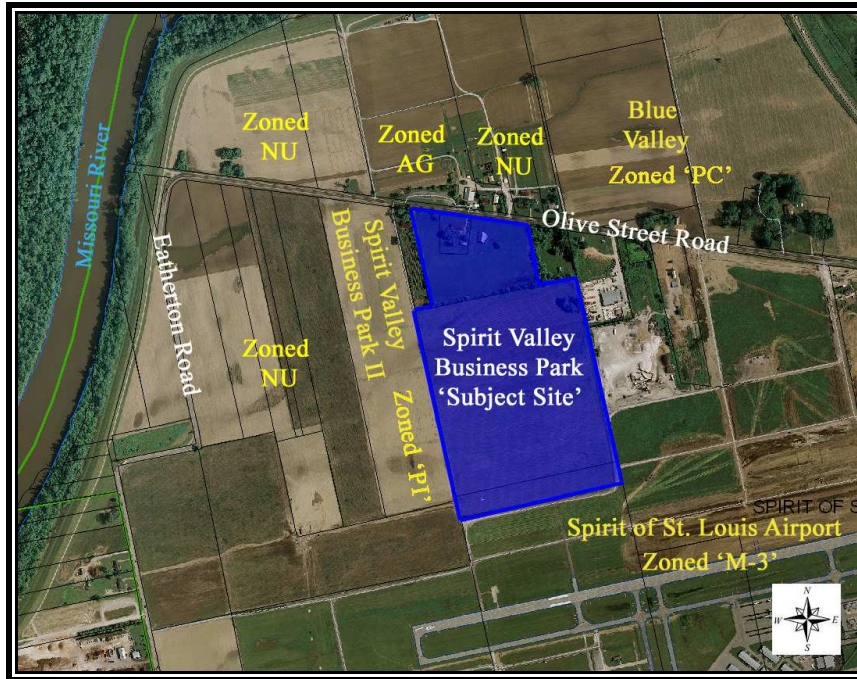 Zoned
NU
Zoned
AG
Zoned
NU
Blue
Valley
Zoned ‘PC’
Missouri River
Eatherton Road
Olive Street Road
Spirit Valley
Business Park II
Zoned
NU
Zoned ‘PI’
Spirit Valley
Business Park
‘Subject Site’
SPIRIT OF S
Spirit of St. Louis Airport
Zoned ‘M-3’
N
W E
S